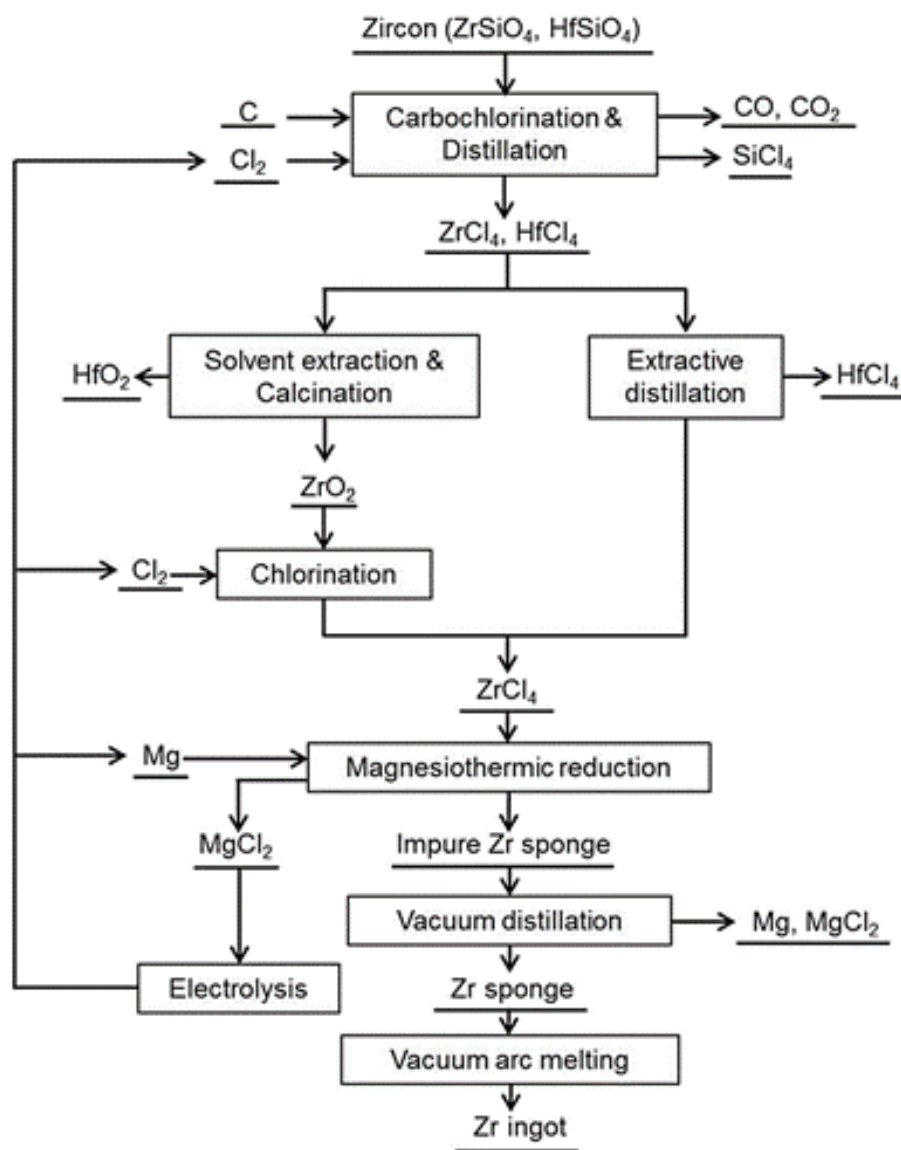 Zircon (ZrSiO₄, HfSiO₄)
C
Carbochlorination &
Distillation
CO, CO₂
Cl₂
SiCl₄
ZrCl₄, HfCl₄
HfO₂
Solvent extraction &
Calcination
Extractive
distillation
HfCl₄
ZrO₂
Cl₂
Chlorination
ZrCl₄
Mg
Magnesiothermic reduction
MgCl₂
Impure Zr sponge
Vacuum distillation
Mg, MgCl₂
Electrolysis
Zr sponge
Vacuum arc melting
Zr ingot